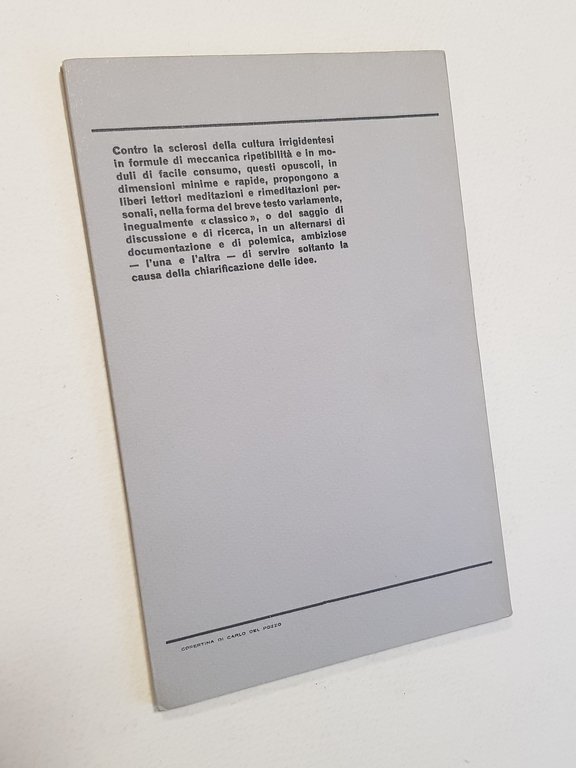 Contro la sclerosi della cultura irrigidentesi
in formule di meccanica ripetibilità e in mo-
duli di facile consumo, questi opuscoli, in
dimensioni minime e rapide, propongono a
liberi lettori meditazioni e rimeditazioni per-
sonali, nella forma del breve testo variamente,
inegualmente «classico», o del saggio di
discussione e di ricerca, in un alternarsi di
documentazione e di polemica, ambiziose
— l'una e l'altra — di servire soltanto la
causa della chiarificazione delle idee.
COPERTINA DI CARLO DEL POZZO